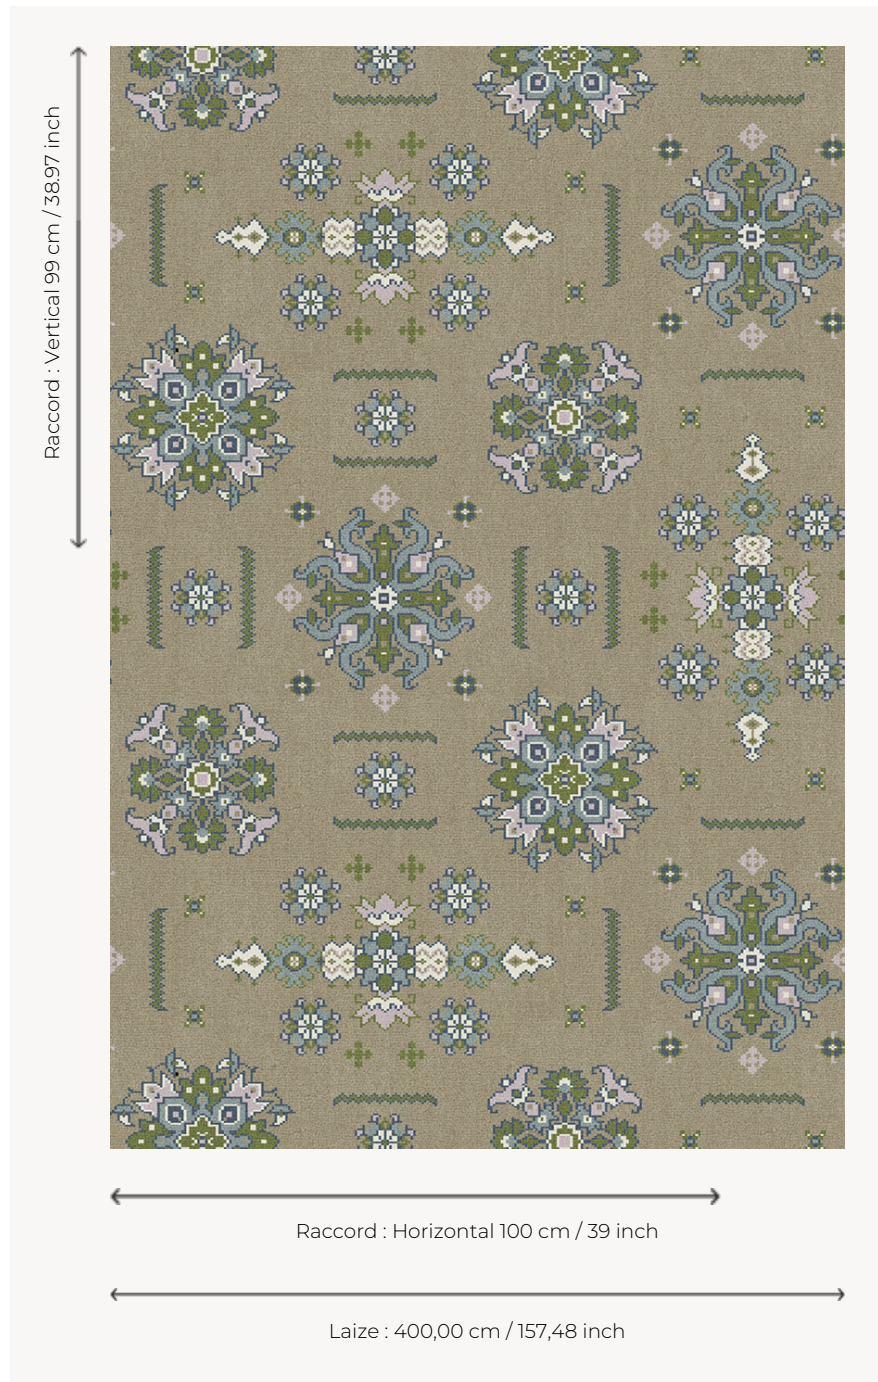 Raccord : Vertical 99 cm / 38.97 inch
Raccord : Horizontal 100 cm / 39 inch
Laize : 400,00 cm / 157,48 inch